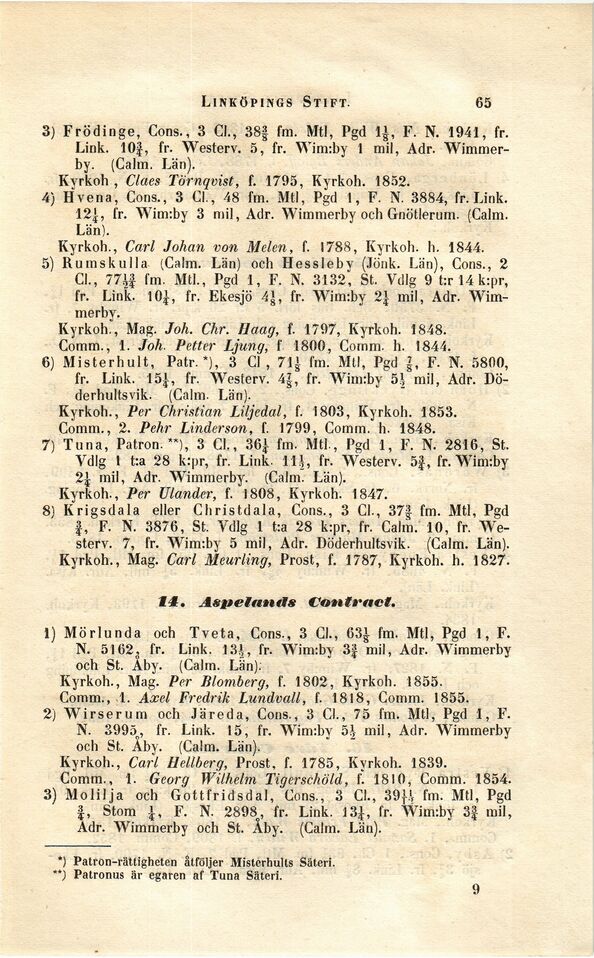 LINKÖPINGS STIFT. 65
3) Frödinge, Cons., 3 Cl., 38⅜ fm. Mtl, Pgd 1⅛, F. N. 1941, fr.
Link. 10¾, fr. Westerv. 5, fr. Wim:by 1 mil, Adr. Wimmer-
by. (Calm. Län).
Kyrkoh , Claes Törnqvist, f. 1795, Kyrkoh. 1852.
4) Hvena, Cons., 3 Cl., 48 fm. Mtl, Pgd 1, F. N. 3884, fr. Link.
12¼, fr. Wim:by 3 mil, Adr. Wimmerby och Gnötlerum. (Calm.
Län).
Kyrkoh., Carl Johan von Melen, f. 1788, Kyrkoh. h. 1844.
5) Rumskulla (Calm. Län) och Hessleby (Jönk. Län), Cons., 2
Cl., fm. Mtl., Pgd 1, F. N. 3132, St. Vdlg 9 t:r 14 k:pr,
fr. Link. 10¼, fr. Ekesjö 4⅛, fr. Wim:by 2¼ mil, Adr. Wim-
merby.
Kyrkoh., Mag. Joh. Chr. Haag, f. 1797, Kyrkoh. 1848.
Comm., 1. Joh. Petter Ljung, f 1800, Comm. h. 1844.
6) Misterhult, Patr. *), 3 Cl , 71⅛ fm. Mtl, Pgd ⅞, F. N. 5800,
fr. Link. 15¼, fr. Westerv. 4⅞, fr. Wim:by 5½ mil, Adr. Dö-
derhultsvik. (Calm. Län).
Kyrkoh., Per Christian Liljedal, f. 1803, Kyrkoh. 1853.
Comm., 2. Pehr Linderson, f. 1799, Comm. h. 1848.
7) Tuna, Patron. **), 3 Cl., 36¼ fm. Mtl., Pgd 1, F. N. 2816, St.
Vdlg 1 t:a 28 k:pr, fr. Link. 11½, fr. Westerv. 5¾, fr. Wim:by
2¼ mil, Adr. Wimmerby. (Calm. Län).
Kyrkoh., Per Ulander, f. 1808, Kyrkoh. 1847.
8) Krigsdala eller Christdala, Cons., 3 Cl., 37⅜ fm. Mtl, Pgd
¾, F. N. 3876, St. Vdlg 1 t:a 28 k:pr, fr. Calm. 10, fr. We-
sterv. 7, fr. Wim:by 5 mil, Adr. Döderhultsvik. (Calm. Län).
Kyrkoh., Mag. Carl Meurling, Prost, f. 1787, Kyrkoh. h. 1827.
14. Aspelands Contract.
1) Mörlunda och Tveta, Cons., 3 Cl., 63⅛ fm. Mtl, Pgd 1, F.
N. 5162, fr. Link. 13½, fr. Wim:by 3¾ mil, Adr. Wimmerby
och St. Åby. (Calm. Län).
Kyrkoh., Mag. Per Blomberg, f. 1802, Kyrkoh. 1855.
Comm., 1. Axel Fredrik Lundvall, f. 1818, Comm. 1855.
2) Wirserum och Järeda, Cons., 3 Cl., 75 fm. Mtl, Pgd 1, F.
N. 3995, fr. Link. 15, fr. Wim:by 5½ mil, Adr. Wimmerby
och St. Åby. (Calm. Län).
Kyrkoh., Carl Hellberg, Prost, f. 1785, Kyrkoh. 1839.
Comm., 1. Georg Wilhelm Tigerschöld, f. 1810, Comm. 1854.
3) Molilja och Gottfridsdal, Cons., 3 Cl., fm. Mtl, Pgd
¾, Stom ¼, F. N. 2898, fr. Link. 13¼, fr. Wim:by 3¾ mil,
Adr. Wimmerby och St. Åby. (Calm. Län).
*) Patron-rättigheten åtföljer Misterhults Säteri.
**) Patronus är egaren af Tuna Säteri.
9